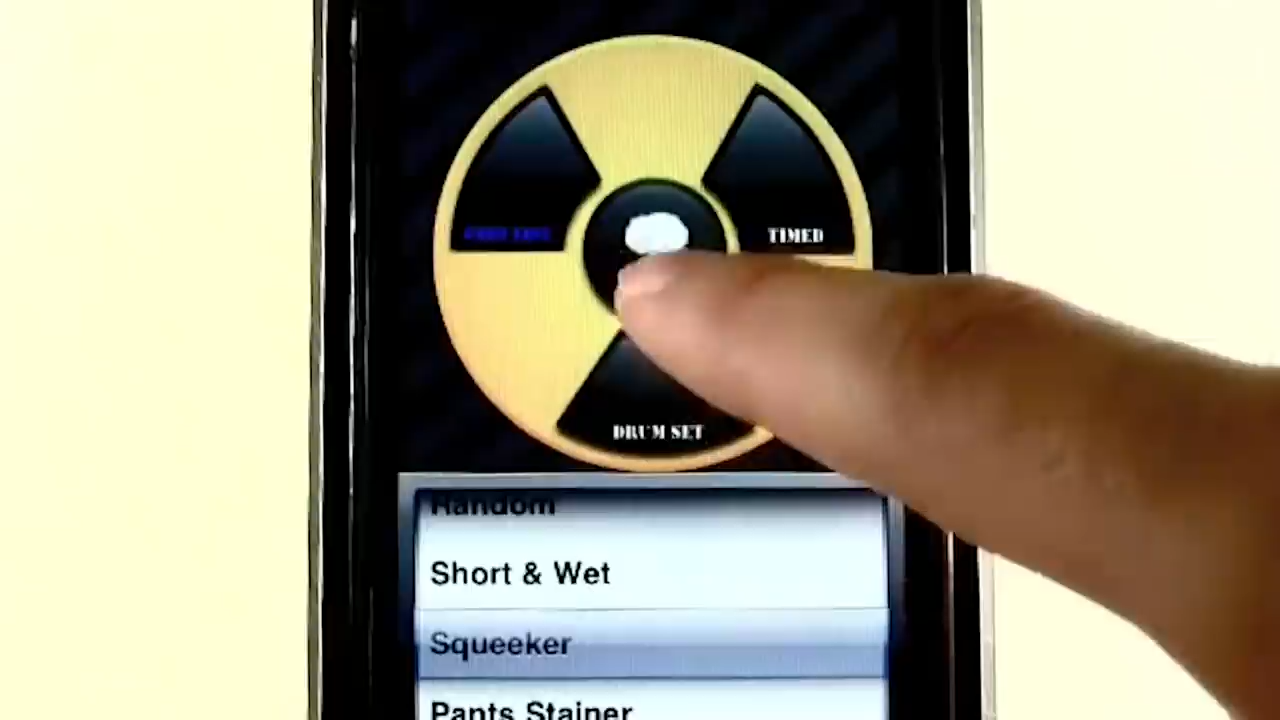 TIMED
DRUM SET
Random
Short & Wet
Squeeker
Pants Stainer